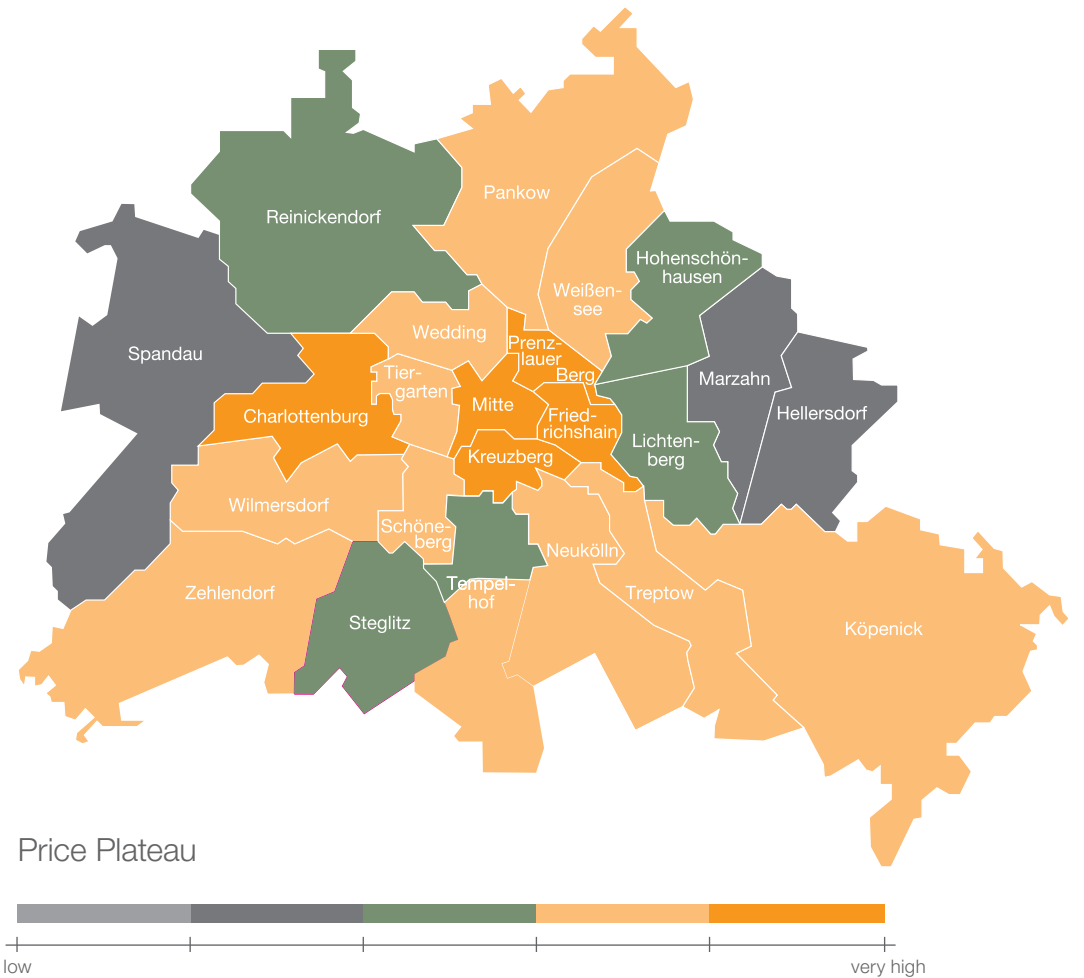 Pankow
Reinickendorf
Hohenschön-
hausen
Weißen-
see
Wedding
Prenz-
lauer
Berg
Spandau
Tier-
garten
Marzahn
Mitte
Charlottenburg
Fried-
richshain
Hellersdorf
Lichten-
berg
Kreuzberg
Wilmersdorf
Schöne-
berg
Neukölln
Tempel-
hof
Zehlendorf
Treptow
Steglitz
Köpenick
Price Plateau
low
very high